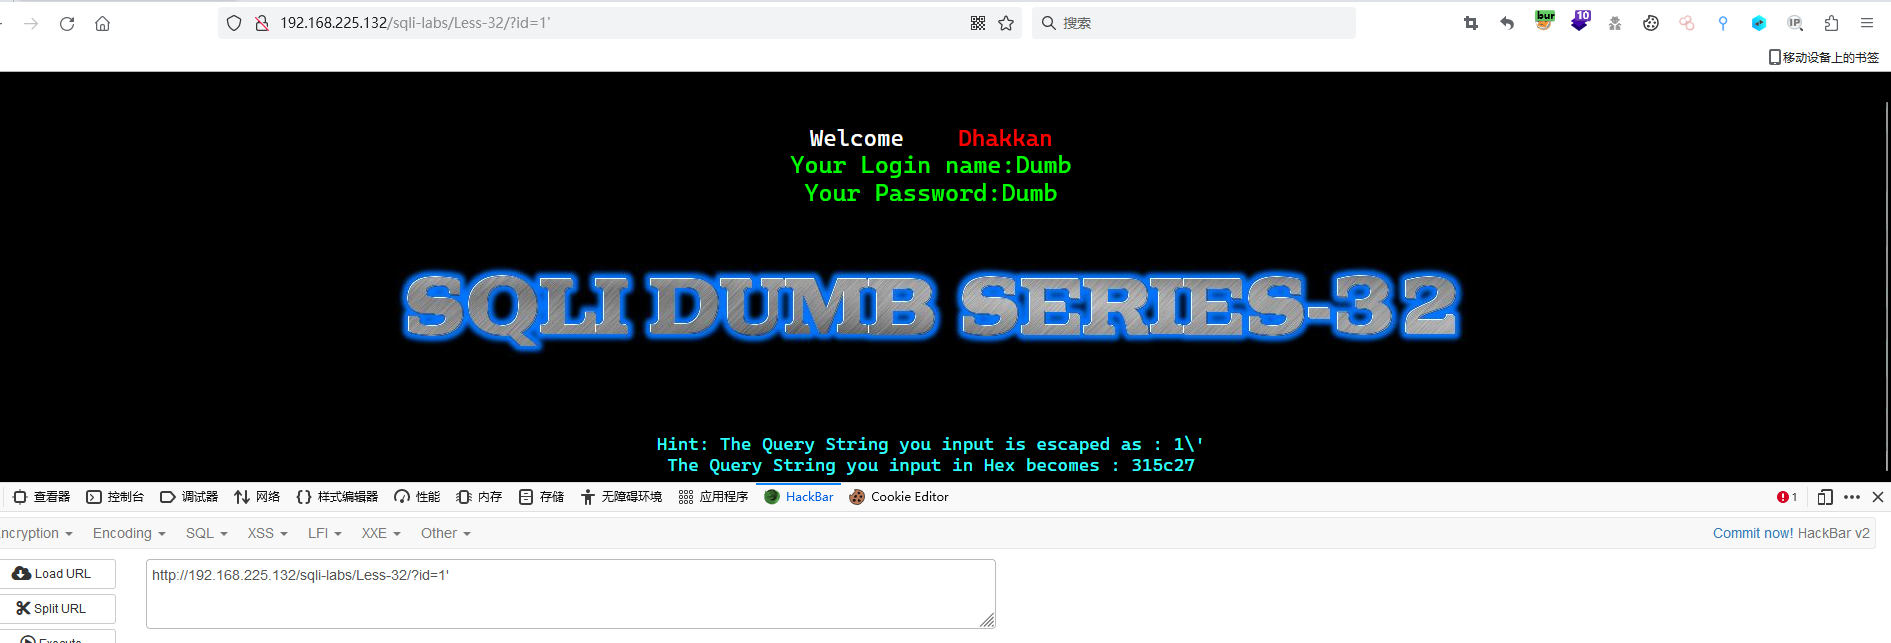 192.168.225.132/sqli-labs/Less-32/?id=1'
搜索
bur
10
IP
移动设备上的书签
Welcome Dhakkan
Your Login name:Dumb
Your Password:Dumb
SQLI DUMB SERIES-32
Hint: The Query String you input is escaped as : 1\'
The Query String you input in Hex becomes : 315c27
查看器 控制台 调试器 网络 样式编辑器 性能 内存 存储 无障碍环境 应用程序 HackBar Cookie Editor 1
ncryption Encoding SQL XSS LFI XXE Other Commit now! HackBar v2
Load URL
http://192.168.225.132/sqli-labs/Less-32/?id=1'
Split URL
Execute